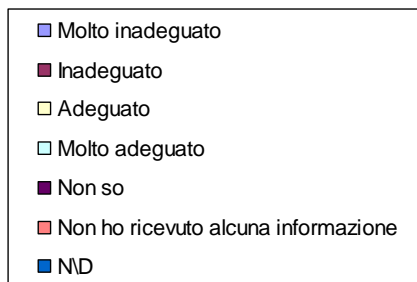 Molto inadeguato
Inadeguato
Adeguato
Molto adeguato
Non so
Non ho ricevuto alcuna informazione
N\D